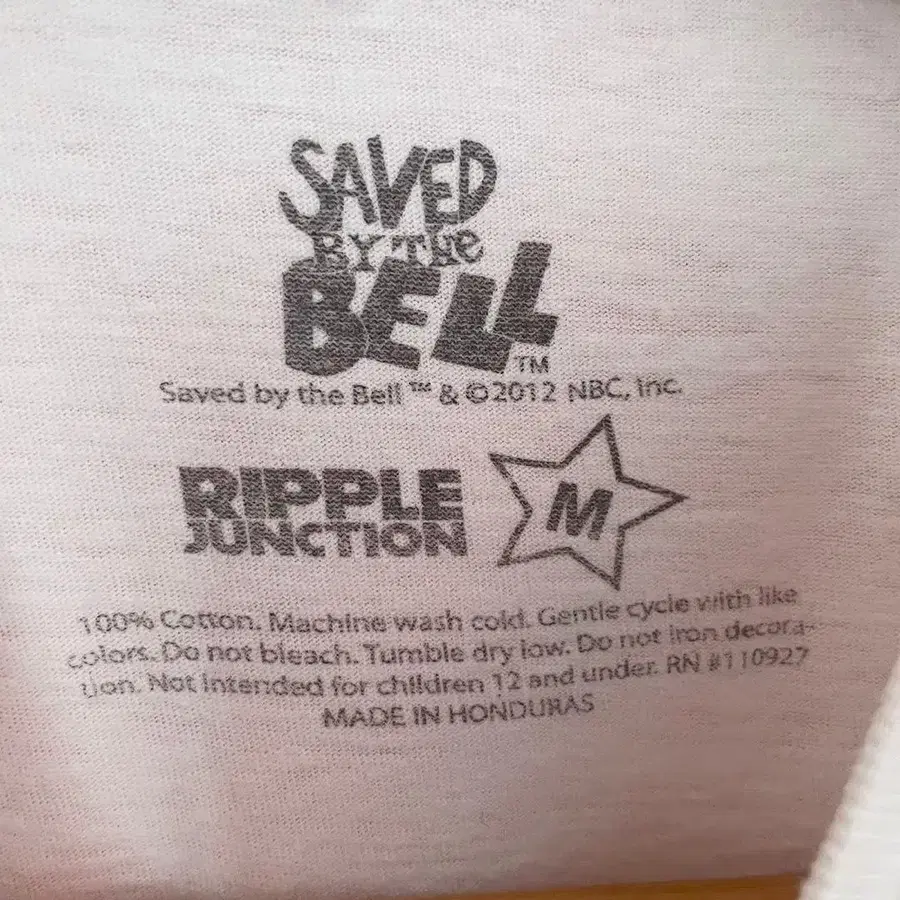 SAVED
BY THE
BELL TM
Saved by the Bell ™ & ©2012 NBC, Inc.
RIPPLE
JUNCTION
M
100% Cotton. Machine wash cold. Gentle cycle with like
colors. Do not bleach. Tumble dry low. Do not iron decora-
tion. Not intended for children 12 and under. RN #110927
MADE IN HONDURAS